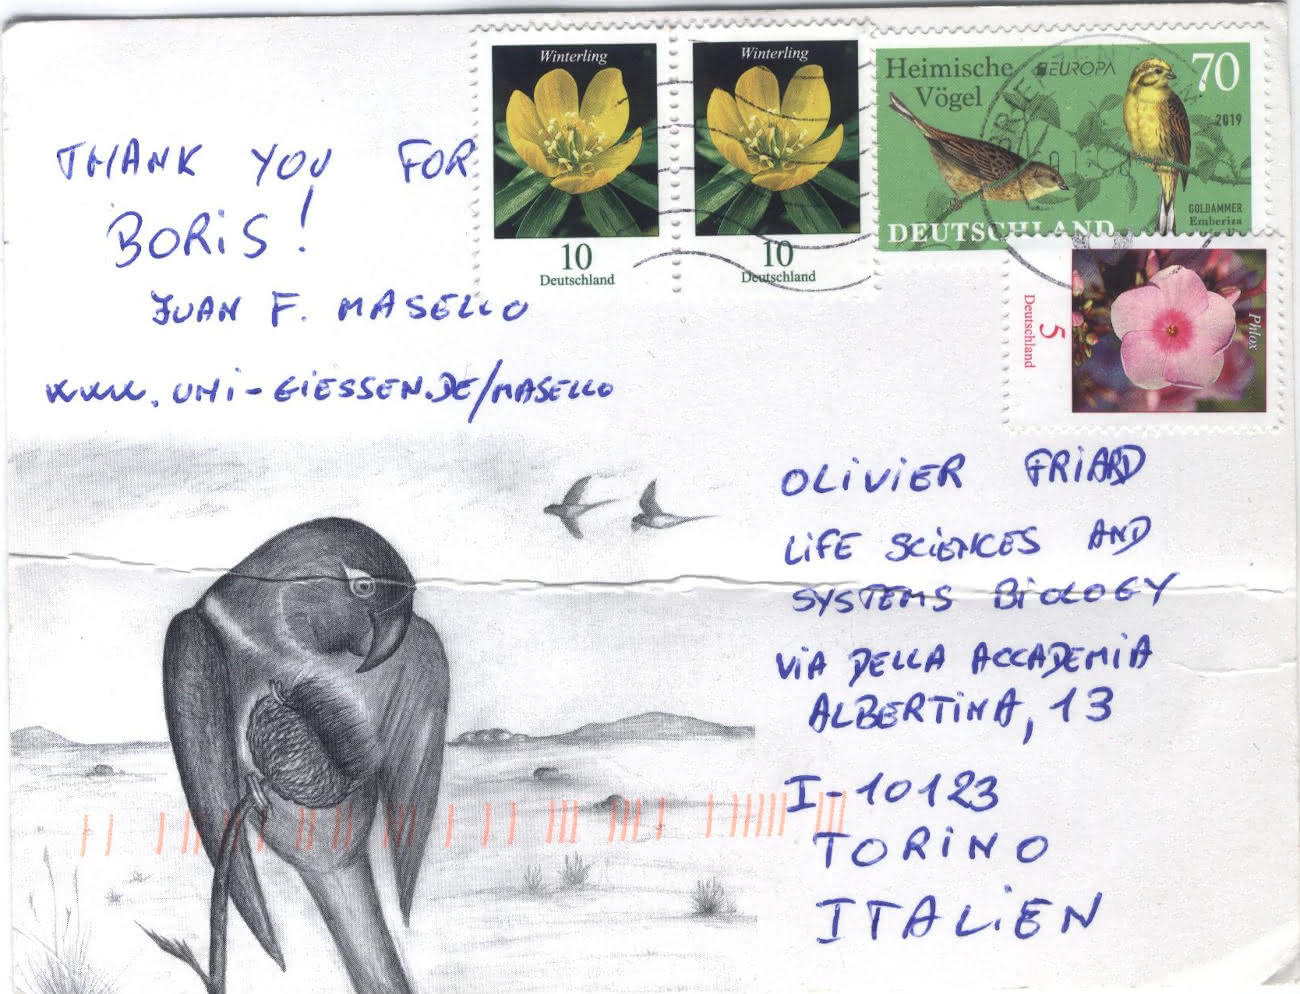 Winterling
Winterling
10
Deutschland
10
Deutschland
Heimische
Vögel
EUROPA
70
2019
GOLDAMMER
Emberiza
DEUTSCHLAND
Phlox
5
Deutschland
THANK YOU FOR
BORIS!
JUAN F. MASELLO
www.uni-giessen.de/masello
OLIVIER FRIARD
LIFE SCIENCES AND
SYSTEMS BIOLOGY
VIA DELLA ACCADEMIA
ALBERTINA, 13
I-10123
TORINO
ITALIEN